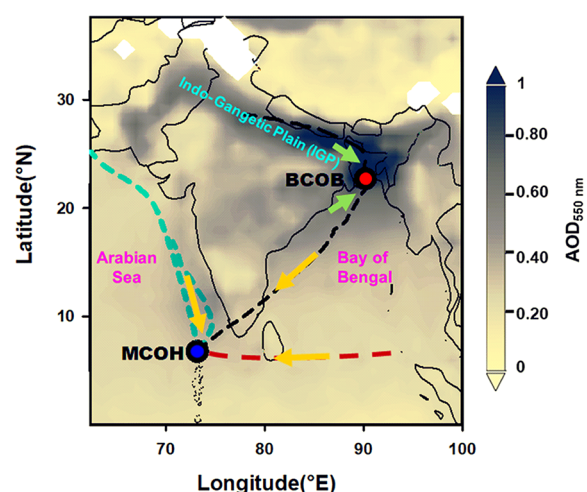 30
20
10
Latitude(°N)
Indo-Gangetic Plain (IGP)
BCOB
Arabian
Sea
Bay of
Bengal
MCOH
70
80
90
100
Longitude(°E)
1
0.80
0.60
0.40
0.20
0
AOD550 nm